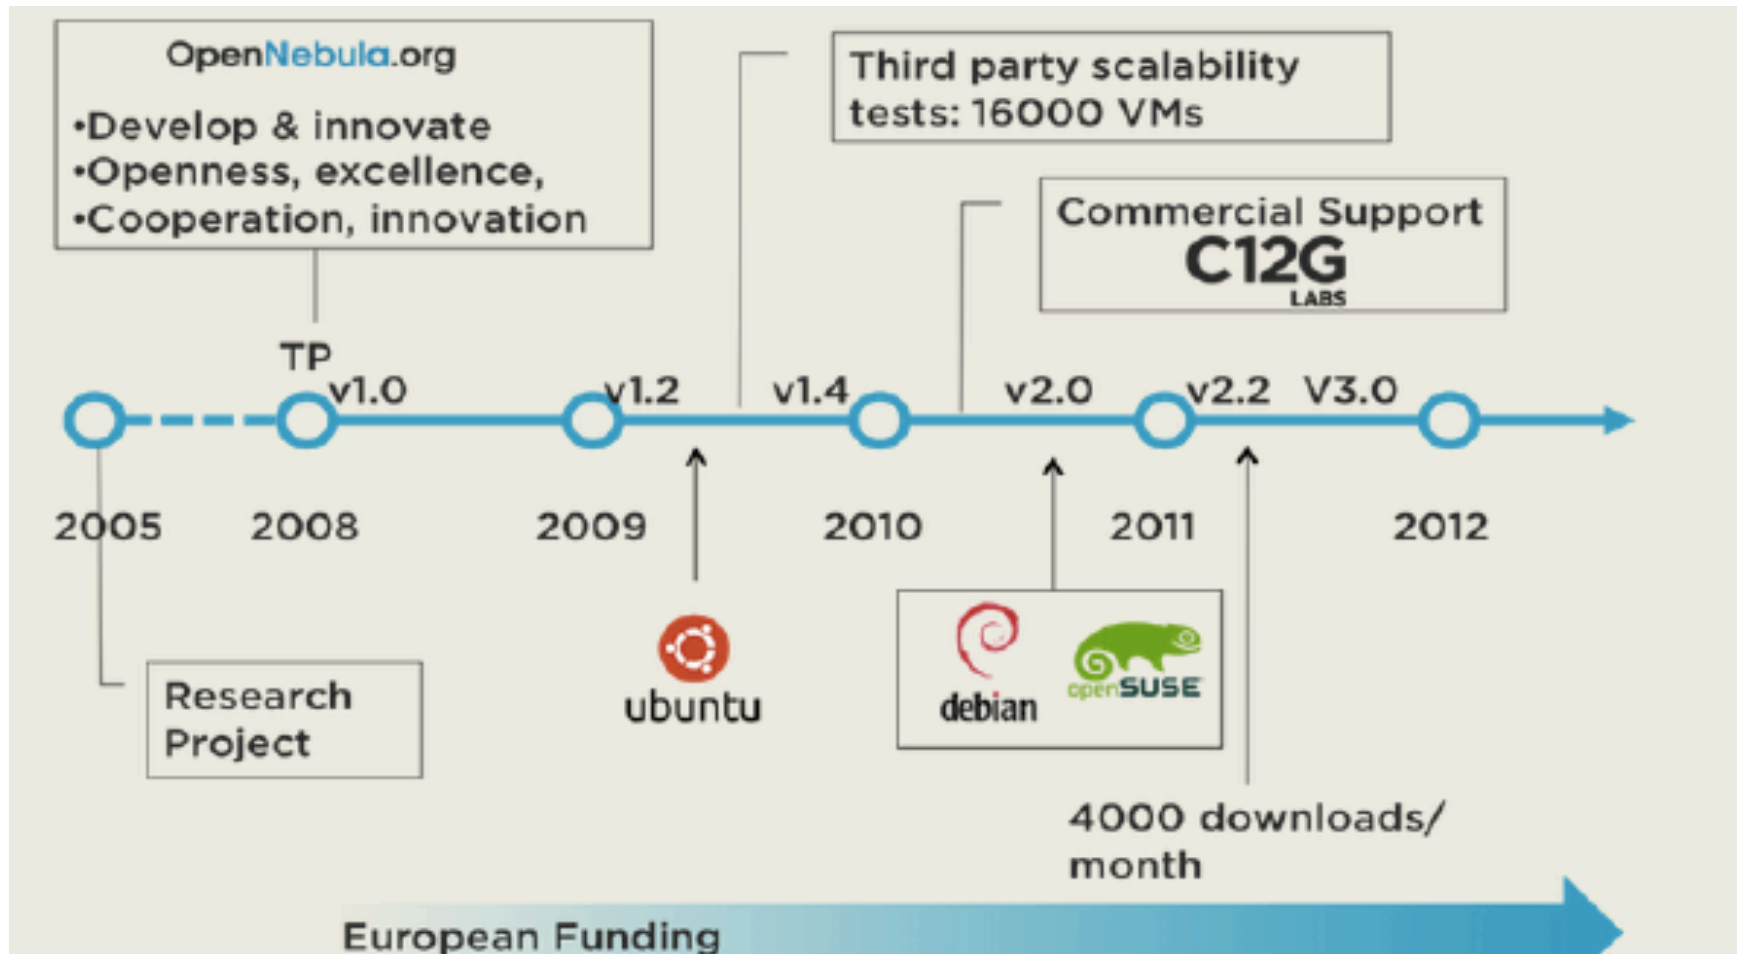 OpenNebula.org
•Develop & innovate
•Openness, excellence,
•Cooperation, innovation
Third party scalability
tests: 16000 VMs
Commercial Support
C12G
LABS
TP
v1.0
v1.2
v1.4
v2.0
v2.2
V3.0
2005
2008
2009
2010
2011
2012
ubuntu
debian
openSUSE
Research
Project
4000 downloads/
month
European Funding